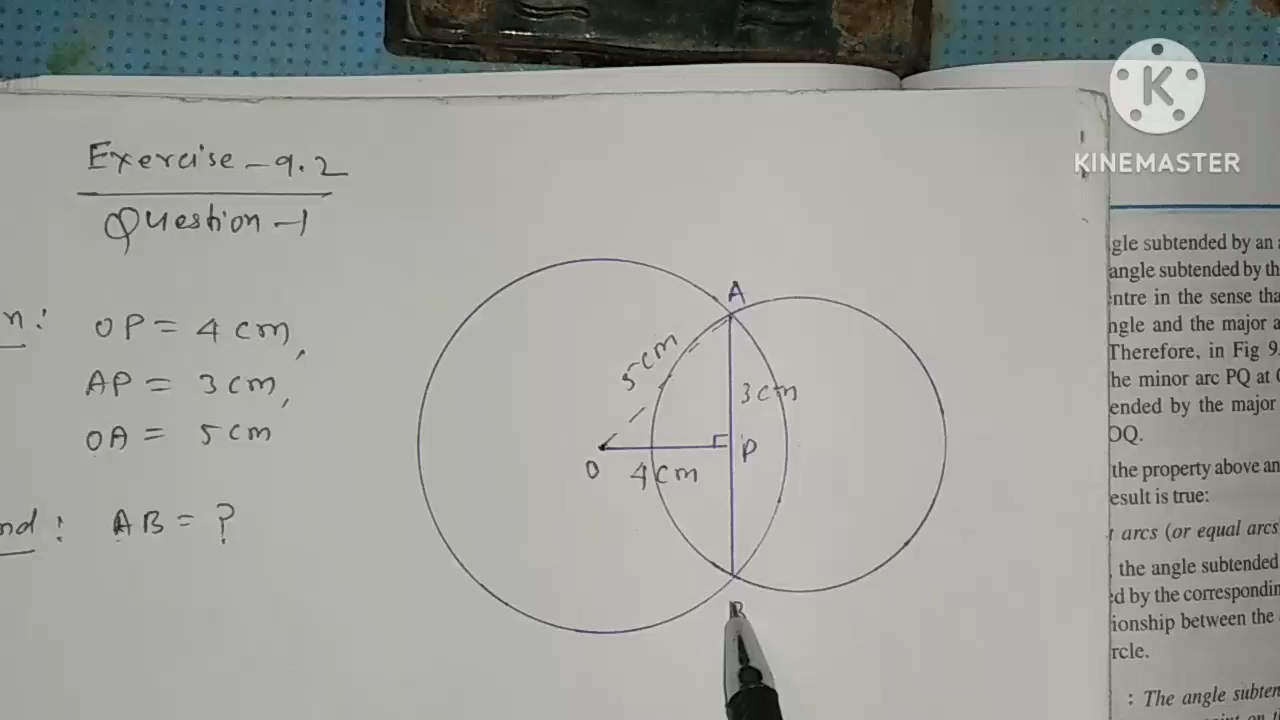 KINEMASTER
Exercise - 9.2
Question - 1
OP = 4 cm,
AP = 3 cm,
OA = 5 cm
AB = ?
A
5 cm
3 cm
O
4 cm
P
B
gle subtended by an
angle subtended by th
entre in the sense tha
ngle and the major a
Therefore, in Fig 9.
he minor arc PQ at
ended by the major
OQ.
the property above an
esult is true:
t arcs (or equal arcs
the angle subtended
ed by the correspondin
ionship between the
rcle.
: The angle subten